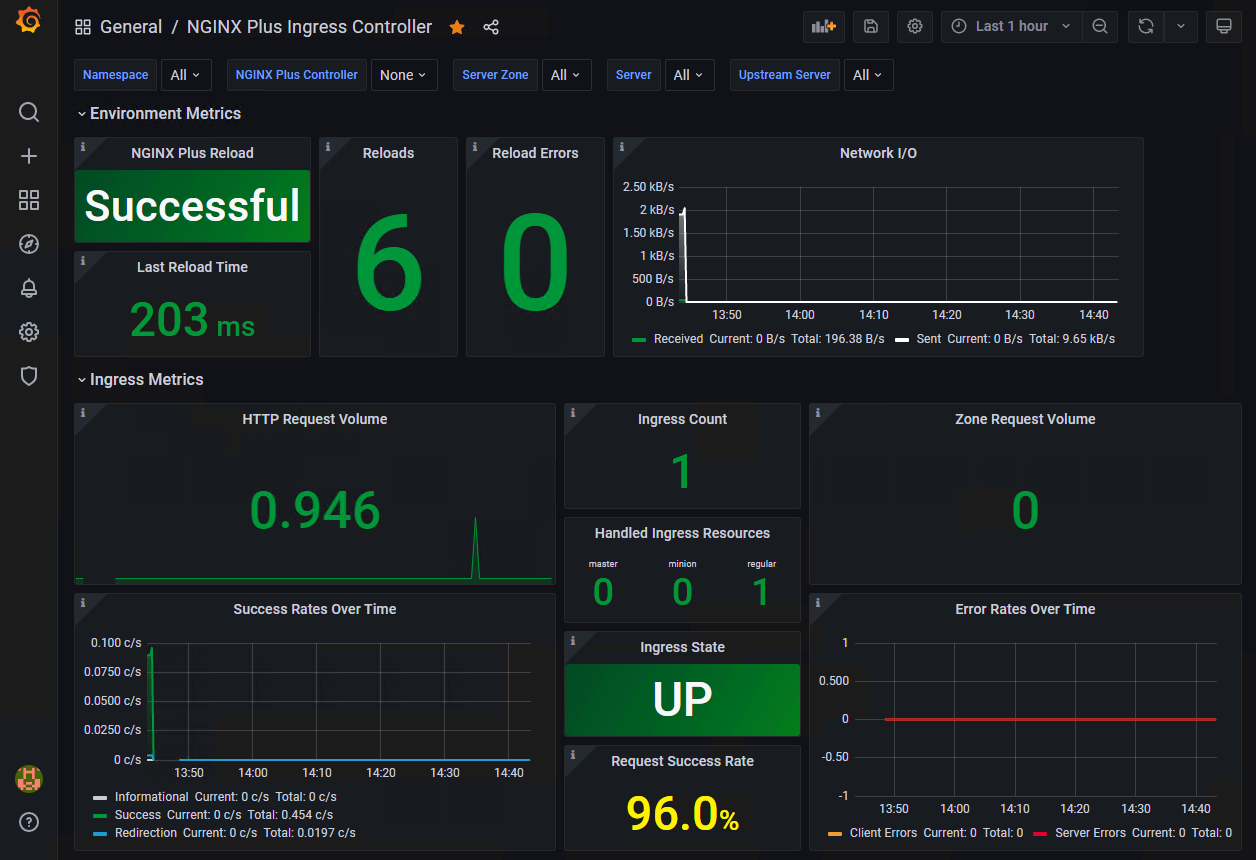 General / NGINX Plus Ingress Controller
Last 1 hour
Namespace All NGINX Plus Controller None Server Zone All Server All Upstream Server All
Environment Metrics
NGINX Plus Reload
Successful
Last Reload Time
203 ms
Reloads
6
Reload Errors
0
Network I/O
2.50 kB/s
2 kB/s
1.50 kB/s
1 kB/s
500 B/s
0 B/s
13:50 14:00 14:10 14:20 14:30 14:40
Received Current: 0 B/s Total: 196.38 B/s Sent Current: 0 B/s Total: 9.65 kB/s
Ingress Metrics
HTTP Request Volume
0.946
Ingress Count
1
Zone Request Volume
0
Handled Ingress Resources
master minion regular
0 0 1
Success Rates Over Time
0.100 c/s
0.0750 c/s
0.0500 c/s
0.0250 c/s
0 c/s
13:50 14:00 14:10 14:20 14:30 14:40
Informational Current: 0 c/s Total: 0 c/s
Success Current: 0 c/s Total: 0.454 c/s
Redirection Current: 0 c/s Total: 0.0197 c/s
Ingress State
UP
Request Success Rate
96.0%
Error Rates Over Time
1
0.500
0
-0.50
-1
13:50 14:00 14:10 14:20 14:30 14:40
Client Errors Current: 0 Total: 0 Server Errors Current: 0 Total: 0